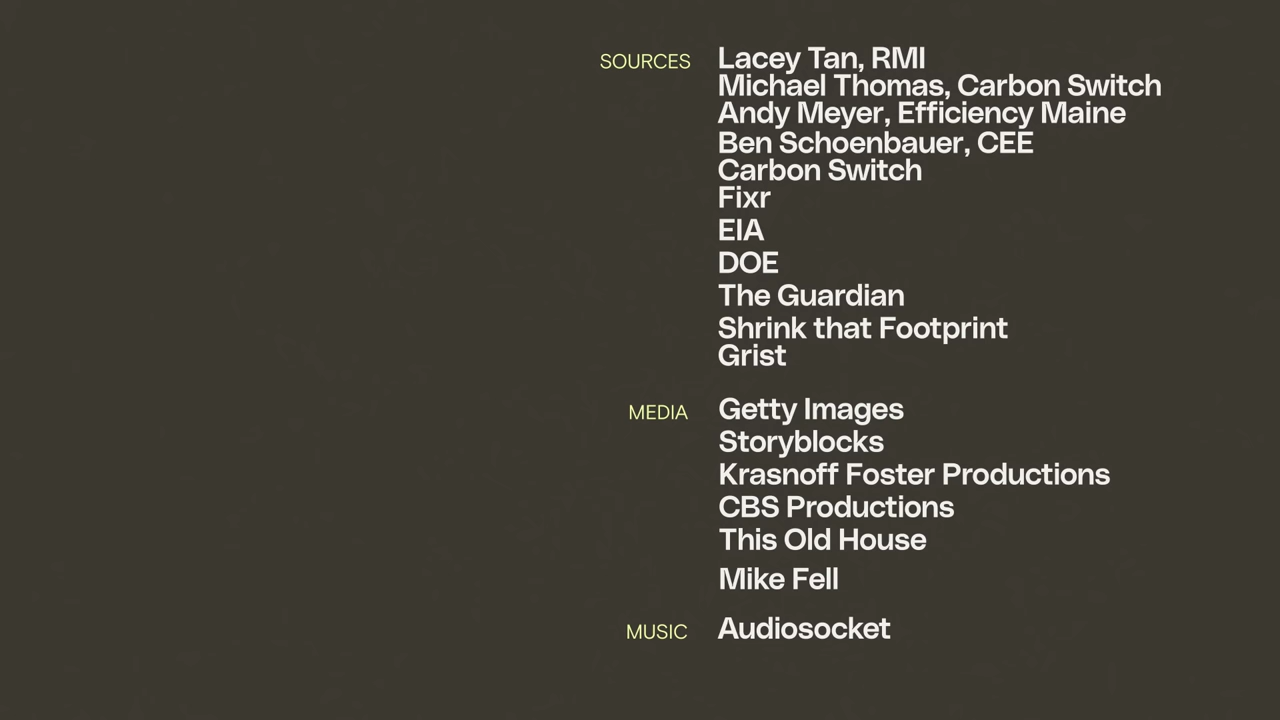 SOURCES Lacey Tan, RMI
Michael Thomas, Carbon Switch
Andy Meyer, Efficiency Maine
Ben Schoenbauer, CEE
Carbon Switch
Fixr
EIA
DOE
The Guardian
Shrink that Footprint
Grist
MEDIA Getty Images
Storyblocks
Krasnoff Foster Productions
CBS Productions
This Old House
Mike Fell
MUSIC Audiosocket